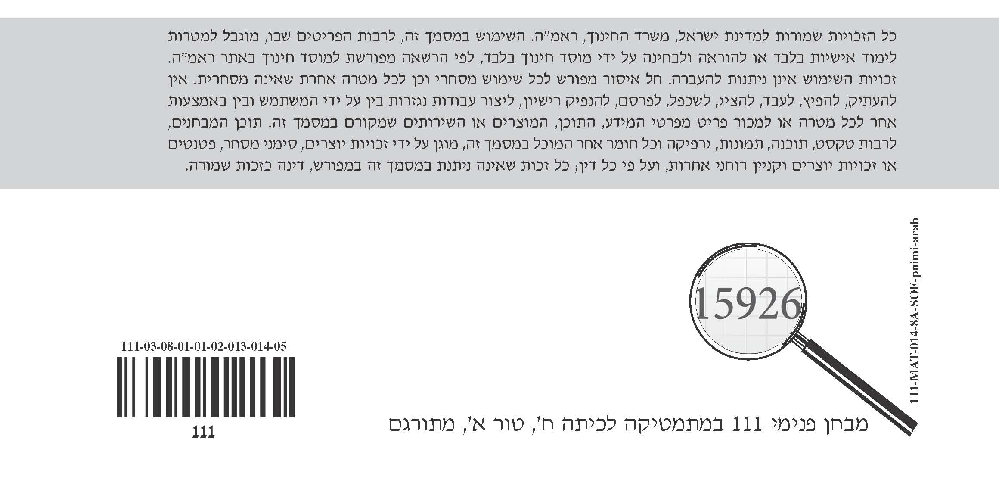 כל הזכויות שמורות למדינת ישראל, משרד החינוך, ראמ"ה. השימוש במסמך זה, לרבות הפריטים שבו, מוגבל למטרות
לימוד אישיות בלבד או להוראה ולבחינה על ידי מוסד חינוך בלבד, לפי הרשאה מפורשת למוסד חינוך באתר ראמ"ה.
זכויות השימוש אינן ניתנות להעברה. חל איסור מפורש לכל שימוש מסחרי וכן לכל מטרה אחרת שאינה מסחרית. אין
להעתיק, להפיץ, לעבד, להציג, לשכפל, לפרסם, להנפיק רישיון, ליצור עבודות נגזרות בין על ידי המשתמש ובין באמצעות
אחר לכל מטרה או למכור פריט מפרטי המידע, התוכן, המוצרים או השירותים שמקורם במסמך זה. תוכן המבחנים,
לרבות טקסט, תוכנה, תמונות, גרפיקה וכל חומר אחר המוכל במסמך זה, מוגן על ידי זכויות יוצרים, סימני מסחר, פטנטים
או זכויות יוצרים וקניין רוחני אחרות, ועל פי כל דין; כל זכות שאינה ניתנת במסמך זה במפורש, דינה כזכות שמורה.
111-MAT-014-8A-SOF-pnimi-arab
15926
111-03-08-01-01-02-013-014-05
111
מבחן פנימי 111 במתמטיקה לכיתה ח', טור א', מתורגם